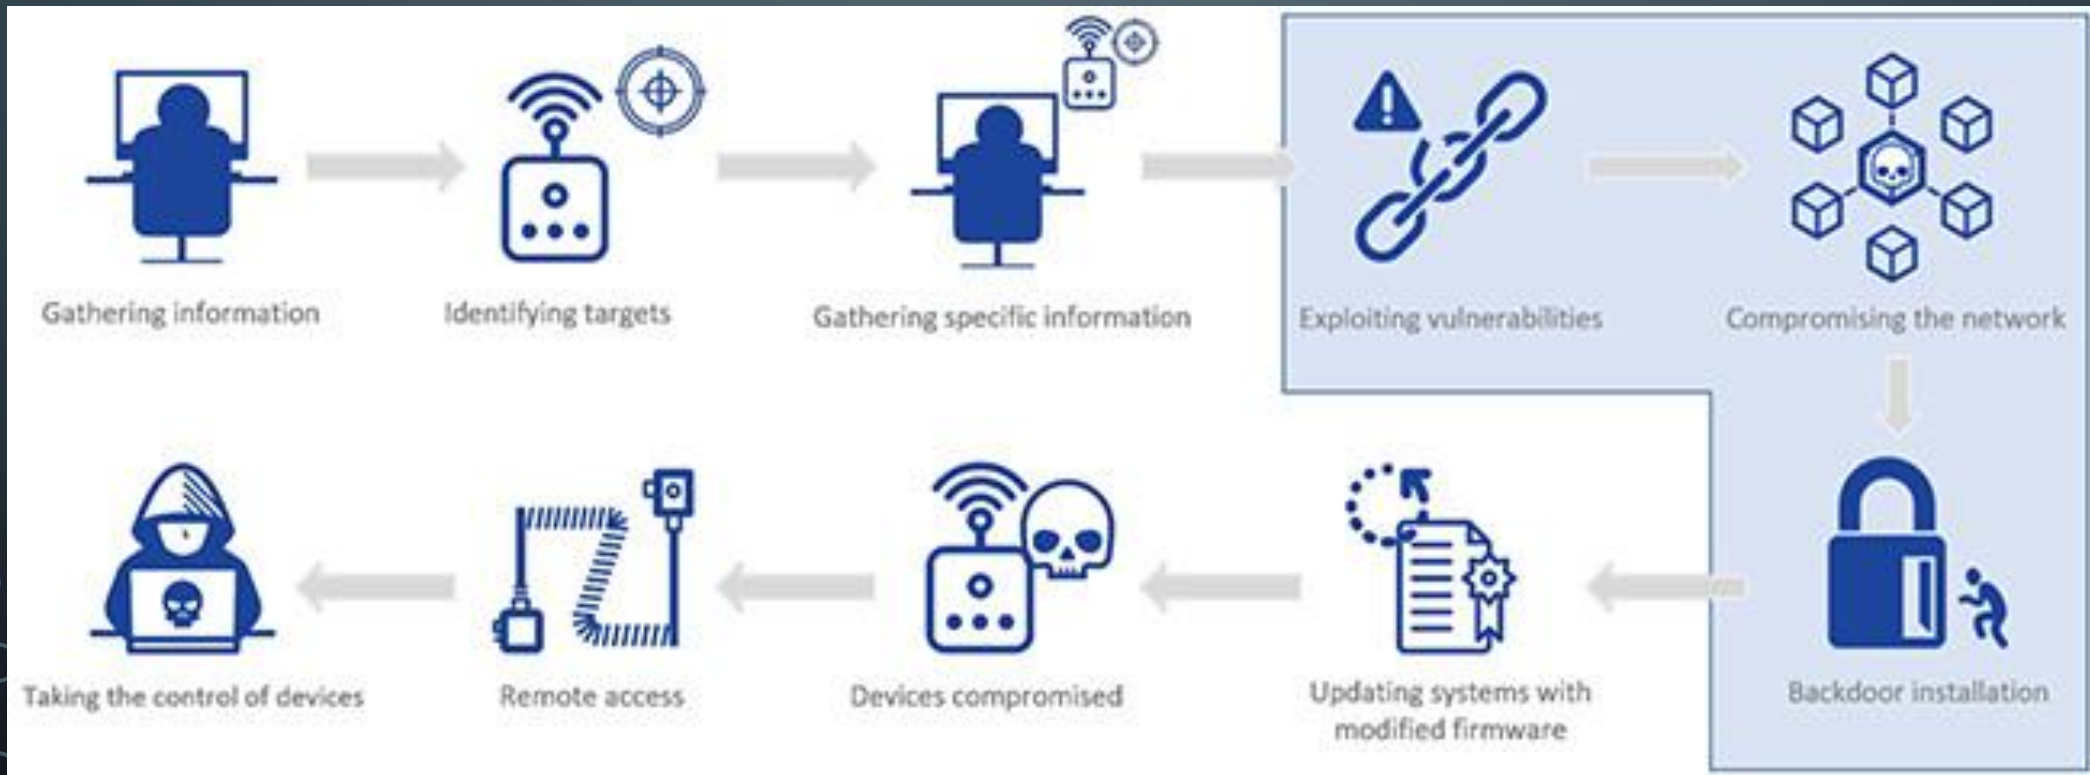 Gathering information
Identifying targets
Gathering specific information
Exploiting vulnerabilities
Compromising the network
Taking the control of devices
Remote access
Devices compromised
Updating systems with
modified firmware
Backdoor installation